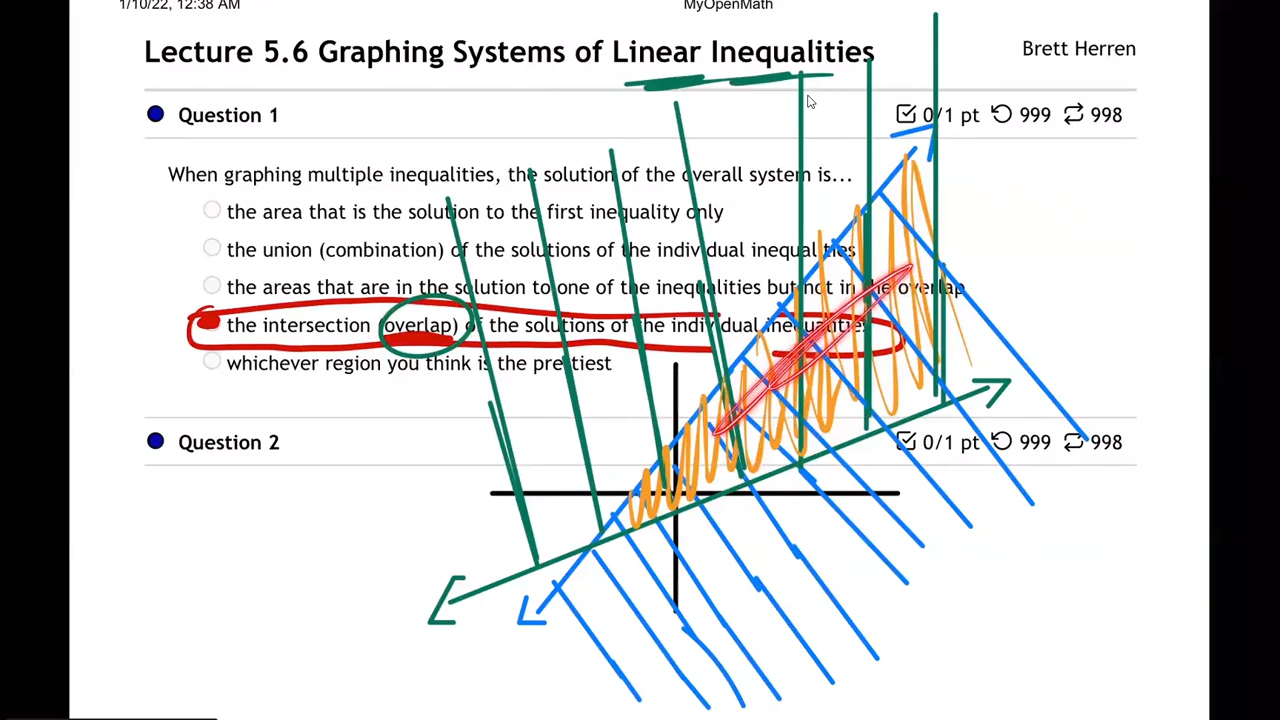 1/10/22, 12:38 AM MyOpenMath
Lecture 5.6 Graphing Systems of Linear Inequalities Brett Herren
Question 1 0/1 pt 999 998
When graphing multiple inequalities, the solution of the overall system is...
the area that is the solution to the first inequality only
the union (combination) of the solutions of the individual inequalities
the areas that are in the solution to one of the inequalities but not in the overlap
the intersection (overlap) of the solutions of the individual inequalities
whichever region you think is the prettiest
Question 2 0/1 pt 999 998